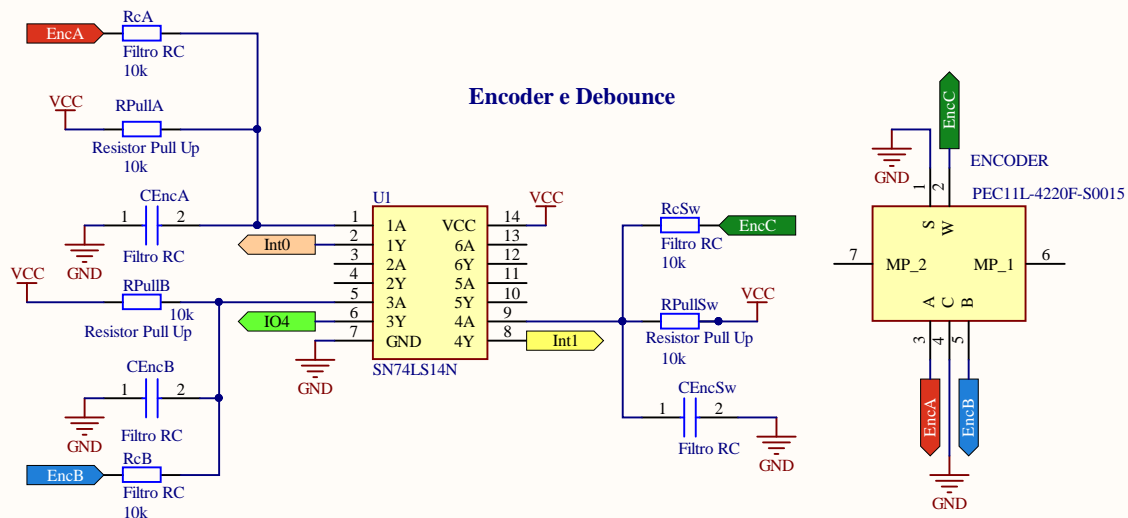 Encoder e Debounce
EncA
RcA
Filtro RC
10k
VCC
RPullA
Resistor Pull Up
10k
CEncA
1 2
Filtro RC
GND
VCC
RPullB
10k
Resistor Pull Up
CEncB
1 2
Filtro RC
GND
EncB
RcB
Filtro RC
10k
Int0
IO4
GND
U1
1 1A VCC 14
2 1Y 6A 13
3 2A 6Y 12
4 2Y 5A 11
5 3A 5Y 10
6 3Y 4A 9
7 GND 4Y 8
SN74LS14N
VCC
Int1
RcSw
EncC
Filtro RC
10k
RPullSw
VCC
Resistor Pull Up
10k
CEncSw
1 2
Filtro RC
GND
EncC
GND
ENCODER
PEC11L-4220F-S0015
1 2
S W
7 MP_2 MP_1 6
A C B
3 4 5
EncA
EncB
GND